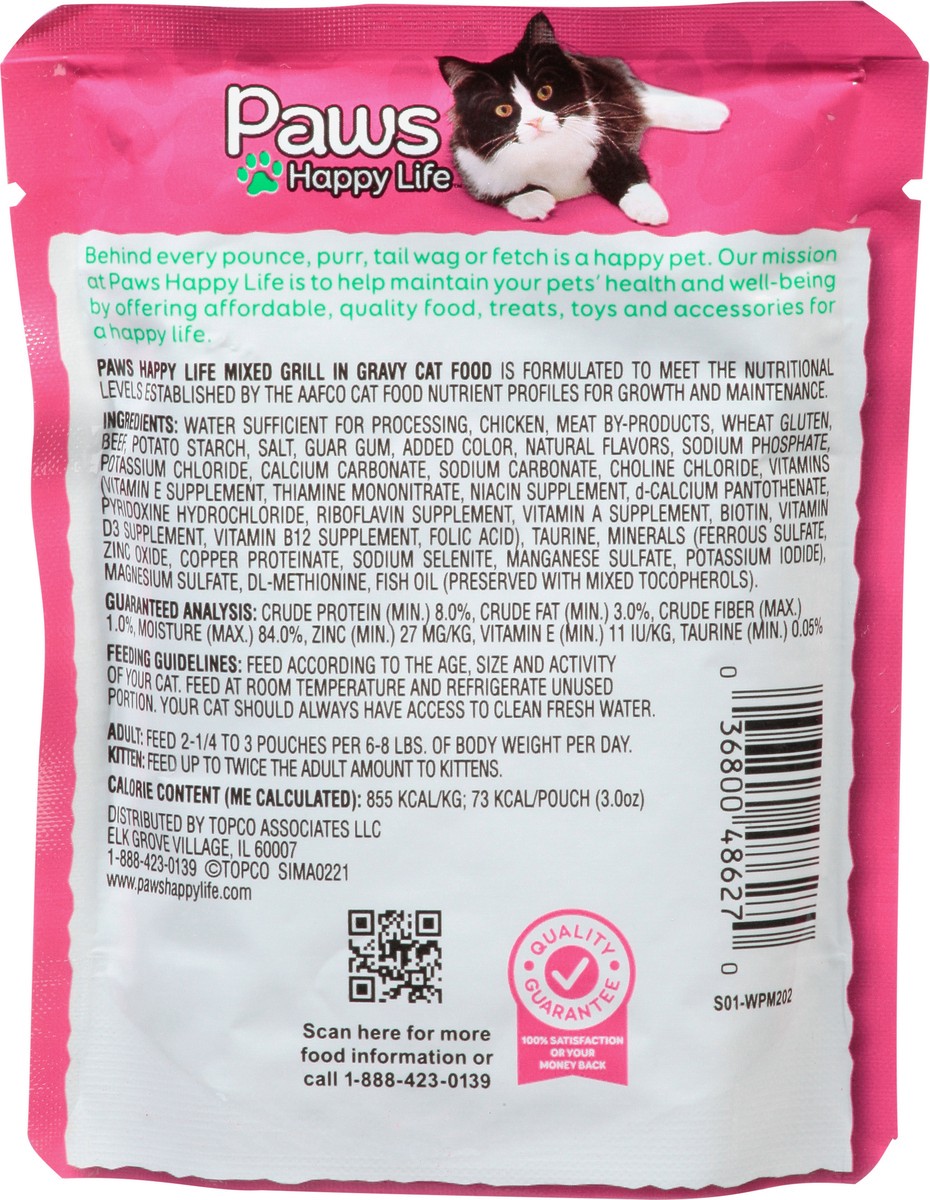 Paws
Happy Life™
Behind every pounce, purr, tail wag or fetch is a happy pet. Our mission
at Paws Happy Life is to help maintain your pets' health and well-being
by offering affordable, quality food, treats, toys and accessories for
a happy life.
PAWS HAPPY LIFE MIXED GRILL IN GRAVY CAT FOOD IS FORMULATED TO MEET THE NUTRITIONAL
LEVELS ESTABLISHED BY THE AAFCO CAT FOOD NUTRIENT PROFILES FOR GROWTH AND MAINTENANCE.
INGREDIENTS: WATER SUFFICIENT FOR PROCESSING, CHICKEN, MEAT BY-PRODUCTS, WHEAT GLUTEN,
BEEF, POTATO STARCH, SALT, GUAR GUM, ADDED COLOR, NATURAL FLAVORS, SODIUM PHOSPHATE,
POTASSIUM CHLORIDE, CALCIUM CARBONATE, SODIUM CARBONATE, CHOLINE CHLORIDE, VITAMINS
(VITAMIN E SUPPLEMENT, THIAMINE MONONITRATE, NIACIN SUPPLEMENT, d-CALCIUM PANTOTHENATE,
PYRIDOXINE HYDROCHLORIDE, RIBOFLAVIN SUPPLEMENT, VITAMIN A SUPPLEMENT, BIOTIN, VITAMIN
D3 SUPPLEMENT, VITAMIN B12 SUPPLEMENT, FOLIC ACID), TAURINE, MINERALS (FERROUS SULFATE,
ZINC OXIDE, COPPER PROTEINATE, SODIUM SELENITE, MANGANESE SULFATE, POTASSIUM IODIDE),
MAGNESIUM SULFATE, DL-METHIONINE, FISH OIL (PRESERVED WITH MIXED TOCOPHEROLS).
GUARANTEED ANALYSIS: CRUDE PROTEIN (MIN.) 8.0%, CRUDE FAT (MIN.) 3.0%, CRUDE FIBER (MAX.)
1.0%, MOISTURE (MAX.) 84.0%, ZINC (MIN.) 27 MG/KG, VITAMIN E (MIN.) 11 IU/KG, TAURINE (MIN.) 0.05%
FEEDING GUIDELINES: FEED ACCORDING TO THE AGE, SIZE AND ACTIVITY
OF YOUR CAT. FEED AT ROOM TEMPERATURE AND REFRIGERATE UNUSED
PORTION. YOUR CAT SHOULD ALWAYS HAVE ACCESS TO CLEAN FRESH WATER.
ADULT: FEED 2-1/4 TO 3 POUCHES PER 6-8 LBS. OF BODY WEIGHT PER DAY.
KITTEN: FEED UP TO TWICE THE ADULT AMOUNT TO KITTENS.
CALORIE CONTENT (ME CALCULATED): 855 KCAL/KG; 73 KCAL/POUCH (3.0oz)
DISTRIBUTED BY TOPCO ASSOCIATES LLC
ELK GROVE VILLAGE, IL 60007
1-888-423-0139 ©TOPCO SIMA0221
www.pawshappylife.com
0 36800 48627 0
S01-WPM202
Scan here for more
food information or
call 1-888-423-0139
QUALITY
GUARANTEE
100% SATISFACTION
OR YOUR
MONEY BACK